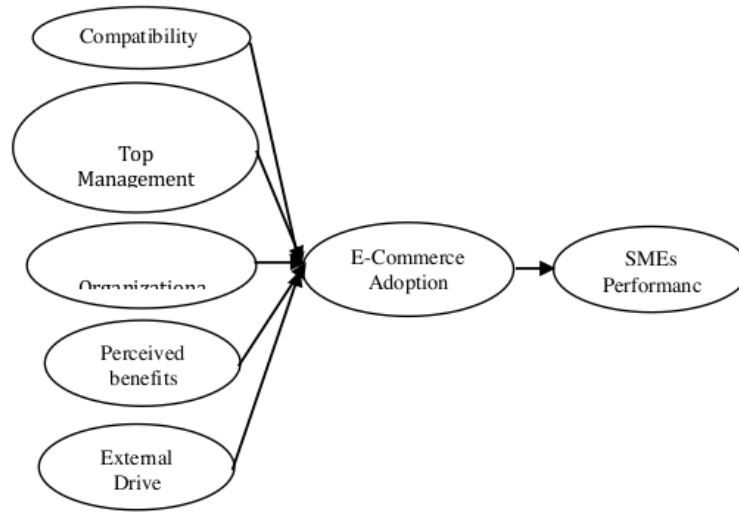 Compatibility
Top
Management
Organizationa
Perceived
benefits
External
Drive
E-Commerce
Adoption
SMEs
Performanc